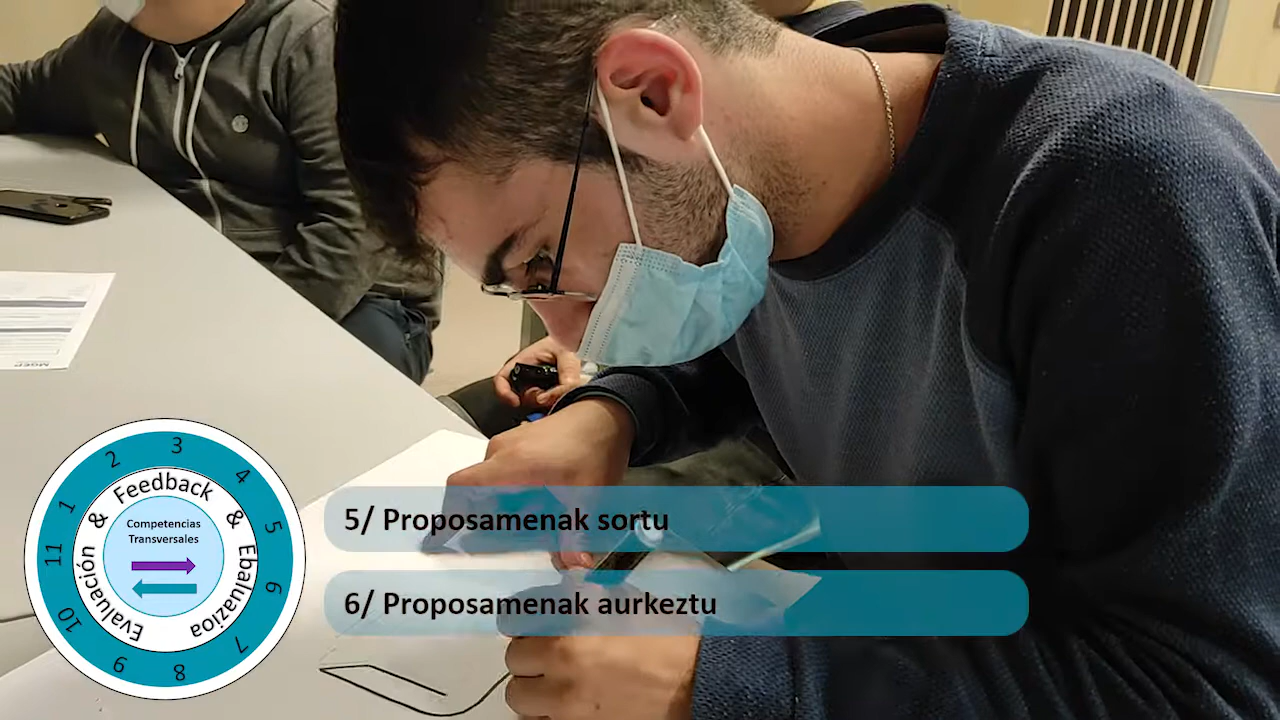 5/ Proposamenak sortu
6/ Proposamenak aurkeztu
1 2 3 4 5 6 7 8 9 10 11
Feedback & Ebaluazioa Evaluación &
Competencias
Transversales
MGEP